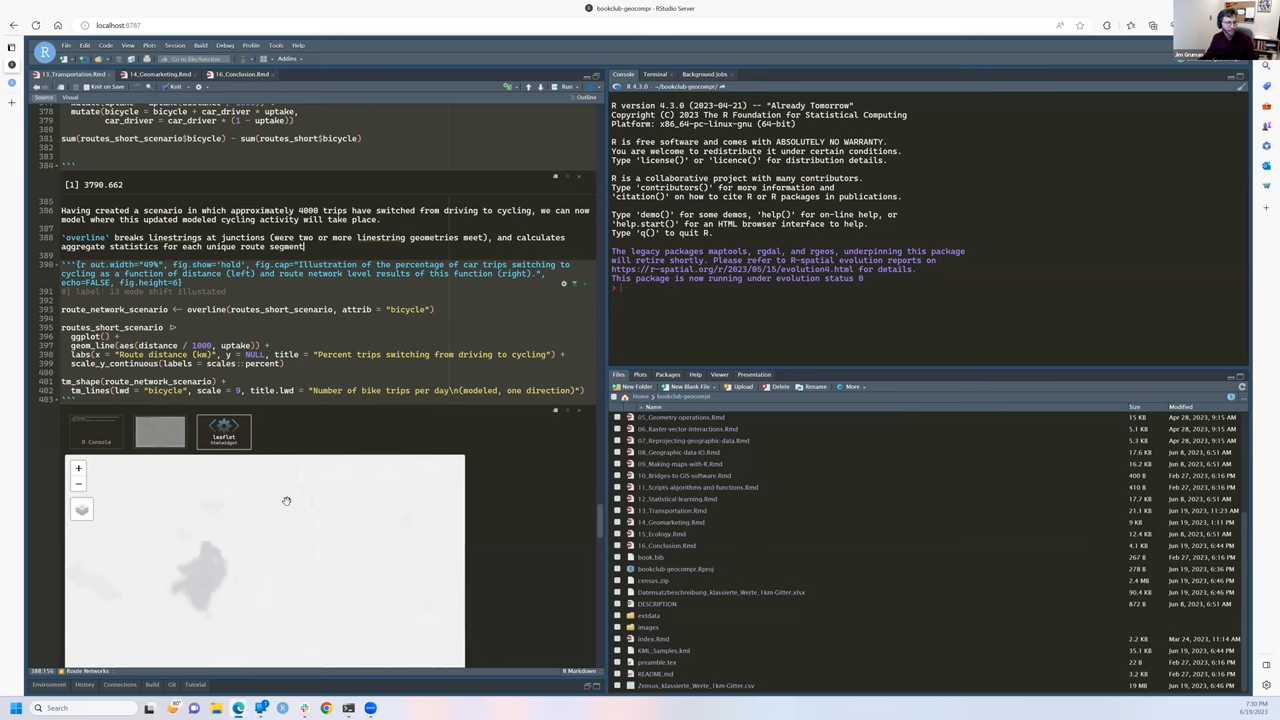 bookclub-geocompr - RStudio Server
localhost:8787
Jim Gruman
File Edit Code View Plots Session Build Debug Profile Tools Help
Go to file/function Addins
13_Transportation.Rmd 14_Geomarketing.Rmd 16_Conclusion.Rmd
Knit on Save Knit Run
Source Visual Outline
378 mutate(bicycle = bicycle + car_driver * uptake,
379 car_driver = car_driver * (1 - uptake))
380
381 sum(routes_short_scenario$bicycle) - sum(routes_short$bicycle)
382
383
384 ```
[1] 3790.662
385
386 Having created a scenario in which approximately 4000 trips have switched from driving to cycling, we can now
model where this updated modeled cycling activity will take place.
387
388 'overline' breaks linestrings at junctions (were two or more linestring geometries meet), and calculates
aggregate statistics for each unique route segment
389
390 ```{r out.width="49%", fig.show='hold', fig.cap="Illustration of the percentage of car trips switching to
cycling as a function of distance (left) and route network level results of this function (right).",
echo=FALSE, fig.height=6}
391 #| label: 13 mode shift illustated
392
393 route_network_scenario <- overline(routes_short_scenario, attrib = "bicycle")
394
395 routes_short_scenario |>
396 ggplot() +
397 geom_line(aes(distance / 1000, uptake)) +
398 labs(x = "Route distance (km)", y = NULL, title = "Percent trips switching from driving to cycling") +
399 scale_y_continuous(labels = scales::percent)
400
401 tm_shape(route_network_scenario) +
402 tm_lines(lwd = "bicycle", scale = 9, title.lwd = "Number of bike trips per day\n(modeled, one direction)")
403 ```
R Console
leaflet
htmlwidget
+
−
388:156 Route Networks R Markdown
Environment History Connections Build Git Tutorial
Console Terminal Background Jobs
R 4.3.0 · ~/bookclub-geocompr/
R version 4.3.0 (2023-04-21) -- "Already Tomorrow"
Copyright (C) 2023 The R Foundation for Statistical Computing
Platform: x86_64-pc-linux-gnu (64-bit)
R is free software and comes with ABSOLUTELY NO WARRANTY.
You are welcome to redistribute it under certain conditions.
Type 'license()' or 'licence()' for distribution details.
R is a collaborative project with many contributors.
Type 'contributors()' for more information and
'citation()' on how to cite R or R packages in publications.
Type 'demo()' for some demos, 'help()' for on-line help, or
'help.start()' for an HTML browser interface to help.
Type 'q()' to quit R.
The legacy packages maptools, rgdal, and rgeos, underpinning this package
will retire shortly. Please refer to R-spatial evolution reports on
https://r-spatial.org/r/2023/05/15/evolution4.html for details.
This package is now running under evolution status 0
>
Files Plots Packages Help Viewer Presentation
New Folder New Blank File Upload Delete Rename More
Home bookclub-geocompr
Name Size Modified
05_Geometry-operations.Rmd 15 KB Apr 28, 2023, 9:15 AM
06_Raster-vector-interactions.Rmd 5.1 KB Apr 28, 2023, 9:15 AM
07_Reprojecting-geographic-data.Rmd 5.3 KB Apr 28, 2023, 9:15 AM
08_Geographic-data-IO.Rmd 17.6 KB Jun 8, 2023, 6:51 AM
09_Making-maps-with-R.Rmd 16.2 KB Jun 8, 2023, 6:51 AM
10_Bridges-to-GIS-software.Rmd 400 B Feb 27, 2023, 6:16 PM
11_Scripts-algorithms-and-functions.Rmd 410 B Feb 27, 2023, 6:16 PM
12_Statistical-learning.Rmd 17.7 KB Jun 8, 2023, 6:51 AM
13_Transportation.Rmd 21.1 KB Jun 19, 2023, 11:23 AM
14_Geomarketing.Rmd 9 KB Jun 19, 2023, 1:11 PM
15_Ecology.Rmd 12.4 KB Jun 19, 2023, 6:44 PM
16_Conclusion.Rmd 4.1 KB Jun 19, 2023, 6:44 PM
book.bib 267 B Feb 27, 2023, 6:16 PM
bookclub-geocompr.Rproj 278 B Jun 19, 2023, 6:36 PM
census.zip 2.4 MB Jun 19, 2023, 6:44 PM
Datensatzbeschreibung_klassierte_Werte_1km-Gitter.xlsx 90.4 KB Jun 19, 2023, 6:44 PM
DESCRIPTION 872 B Jun 8, 2023, 6:51 AM
extdata
images
index.Rmd 2.2 KB Mar 24, 2023, 11:14 AM
KML_Samples.kml 35.1 KB Jun 19, 2023, 6:44 PM
preamble.tex 22 B Feb 27, 2023, 6:16 PM
README.md 3.2 KB Feb 27, 2023, 6:16 PM
Zensus_klassierte_Werte_1km-Gitter.csv 19 MB Jun 19, 2023, 6:44 PM
Search
80°
7:30 PM
6/19/2023